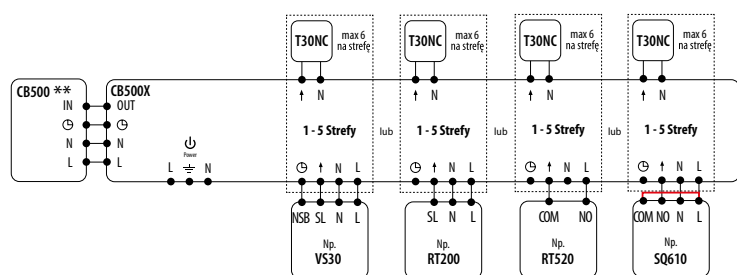 T30NC max 6 na strefę T30NC max 6 na strefę T30NC max 6 na strefę T30NC max 6 na strefę
CB500 ** CB500X
IN OUT ↑ N ↑ N ↑ N ↑ N
N N
L L
1 - 5 Strefy lub 1 - 5 Strefy lub 1 - 5 Strefy lub 1 - 5 Strefy
Power
L N
↑ N L ↑ N L ↑ N L ↑ N L
NSB SL N L SL N L COM NO COM NO N L
Np. Np. Np. Np.
VS30 RT200 RT520 SQ610